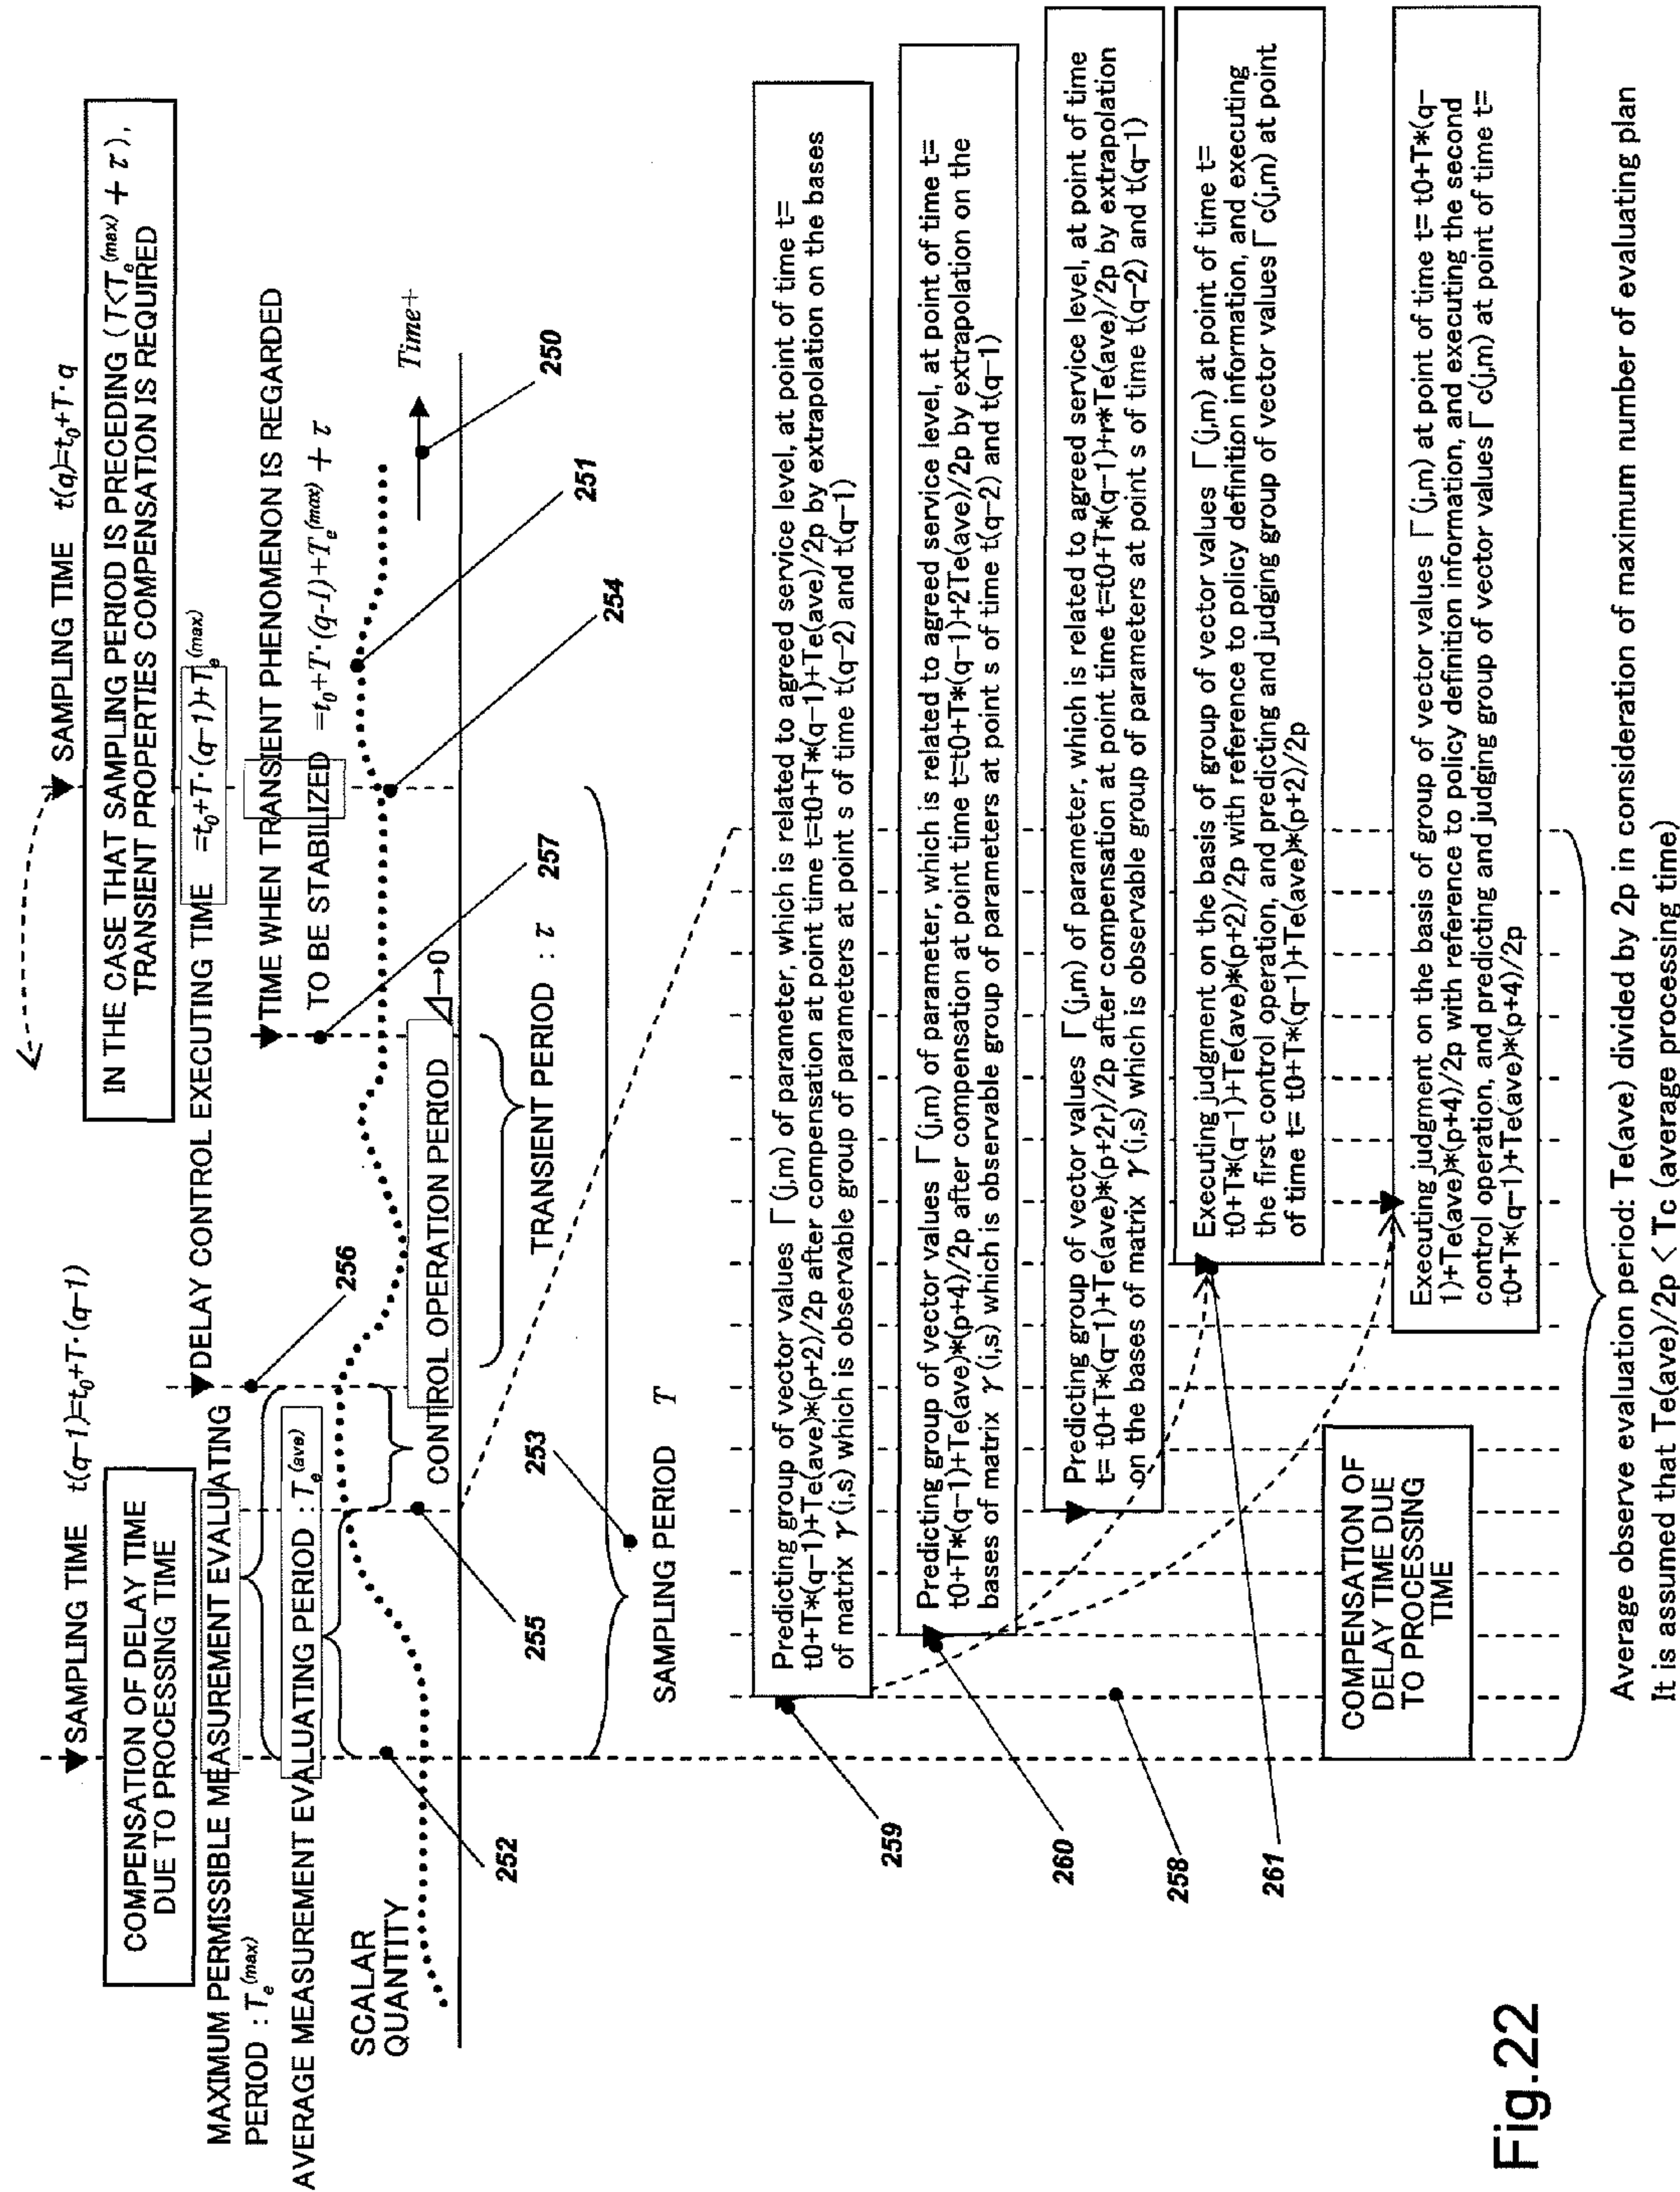 SAMPLING TIME t(q-1)=t₀+T·(q-1)
SAMPLING TIME t(q)=t₀+T·q
COMPENSATION OF DELAY TIME
DUE TO PROCESSING TIME
IN THE CASE THAT SAMPLING PERIOD IS PRECEDING (T<Tₑ(max) + τ),
TRANSIENT PROPERTIES COMPENSATION IS REQUIRED
MAXIMUM PERMISSIBLE MEASUREMENT EVALUATING
PERIOD : Tₑ(max)
DELAY CONTROL EXECUTING TIME =t₀+T·(q-1)+Tₑ(max)
AVERAGE MEASUREMENT EVALUATING PERIOD : Tₑ(ave)
256
TIME WHEN TRANSIENT PHENOMENON IS REGARDED
TO BE STABILIZED =t₀+T·(q-1)+Tₑ(max) + τ
SCALAR
QUANTITY
Time+
CONTROL OPERATION PERIOD Δ→0
TRANSIENT PERIOD : τ
252
255
253
257
254
251
250
SAMPLING PERIOD T
Predicting group of vector values Γ(j,m) of parameter, which is related to agreed service level, at point of time t=
t0+T*(q-1)+Te(ave)*(p+2)/2p after compensation at point time t=t0+T*(q-1)+Te(ave)/2p by extrapolation on the bases
of matrix γ(i,s) which is observable group of parameters at point s of time t(q-2) and t(q-1)
259
Predicting group of vector values Γ(j,m) of parameter, which is related to agreed service level, at point of time t=
t0+T*(q-1)+Te(ave)*(p+4)/2p after compensation at point time t=t0+T*(q-1)+2Te(ave)/2p by extrapolation on the
bases of matrix γ(i,s) which is observable group of parameters at point s of time t(q-2) and t(q-1)
260
Predicting group of vector values Γ(j,m) of parameter, which is related to agreed service level, at point of time
t= t0+T*(q-1)+Te(ave)*(p+2r)/2p after compensation at point time t=t0+T*(q-1)+r*Te(ave)/2p by extrapolation
on the bases of matrix γ(i,s) which is observable group of parameters at point s of time t(q-2) and t(q-1)
258
Executing judgment on the basis of group of vector values Γ(j,m) at point of time t=
t0+T*(q-1)+Te(ave)*(p+2)/2p with reference to policy definition information, and executing
the first control operation, and predicting and judging group of vector values Γc(j,m) at point
of time t= t0+T*(q-1)+Te(ave)*(p+2)/2p
261
COMPENSATION OF
DELAY TIME DUE
TO PROCESSING
TIME
Executing judgment on the basis of group of vector values Γ(j,m) at point of time t= t0+T*(q-
1)+Te(ave)*(p+4)/2p with reference to policy definition information, and executing the second
control operation, and predicting and judging group of vector values Γc(j,m) at point of time t=
t0+T*(q-1)+Te(ave)*(p+4)/2p
Average observe evaluation period: Te(ave) divided by 2p in consideration of maximum number of evaluating plan
It is assumed that Te(ave)/2p < Tc (average processing time)
Fig.22